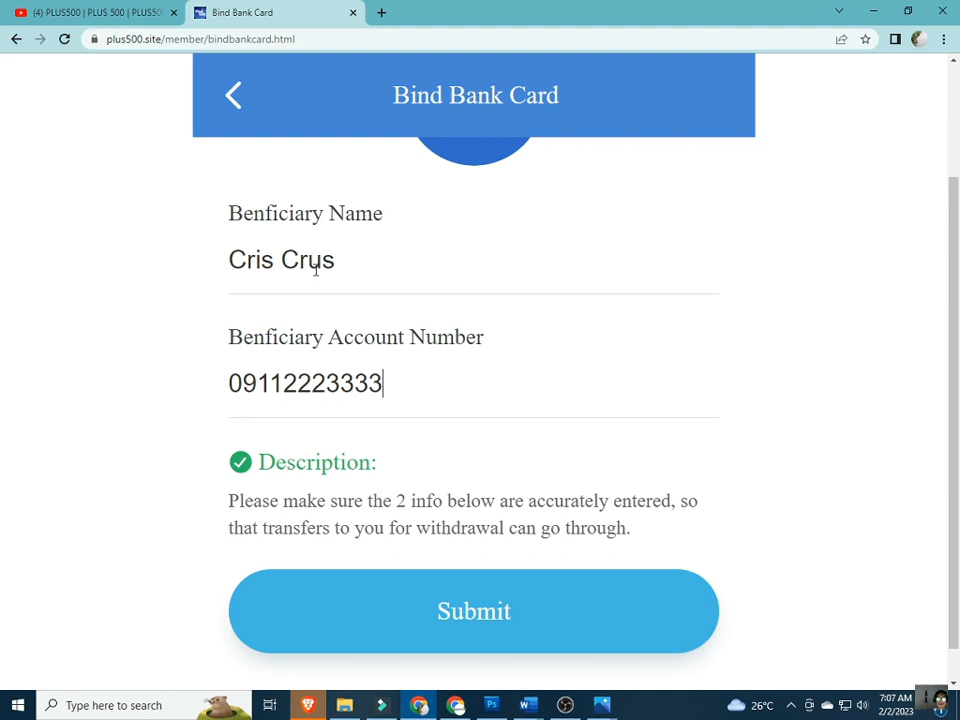 (4) PLUS500 | PLUS 500 | PLUS50
Bind Bank Card
plus500.site/member/bindbankcard.html
Bind Bank Card
Benficiary Name
Cris Crus
Benficiary Account Number
09112223333
Description:
Please make sure the 2 info below are accurately entered, so
that transfers to you for withdrawal can go through.
Submit
Type here to search
26°C
7:07 AM
2/2/2023